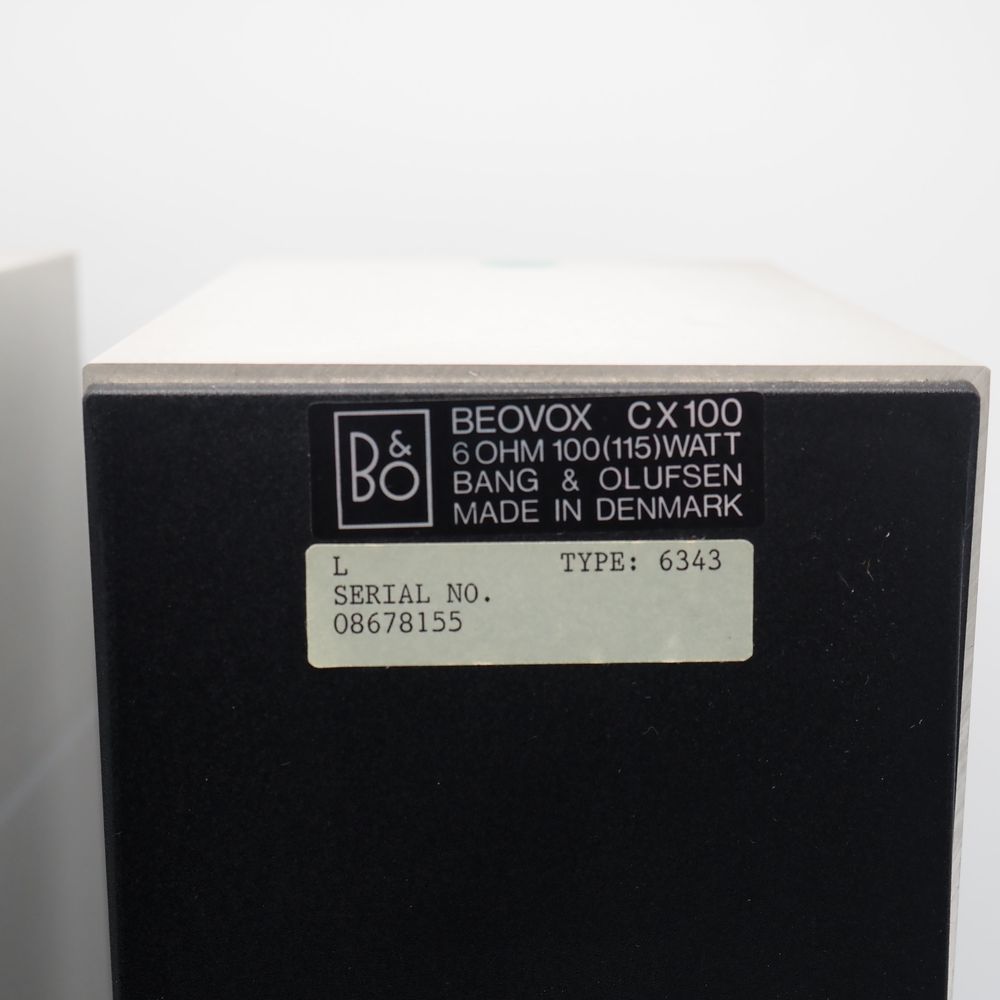 B&O
BEOVOX CX100
6 OHM 100(115)WATT
BANG & OLUFSEN
MADE IN DENMARK
L TYPE: 6343
SERIAL NO.
08678155